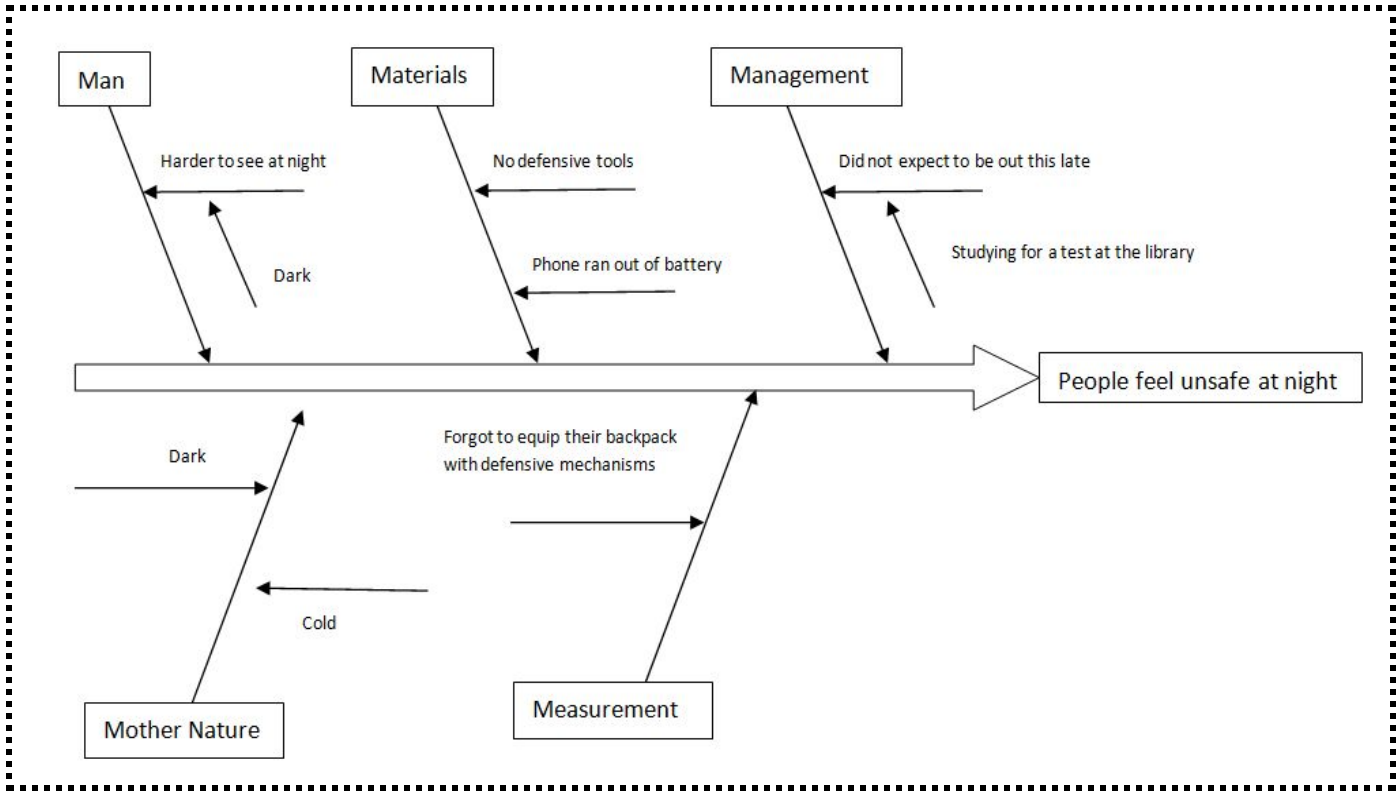 Man
Materials
Management
Harder to see at night
No defensive tools
Did not expect to be out this late
Dark
Phone ran out of battery
Studying for a test at the library
People feel unsafe at night
Dark
Forgot to equip their backpack
with defensive mechanisms
Cold
Mother Nature
Measurement